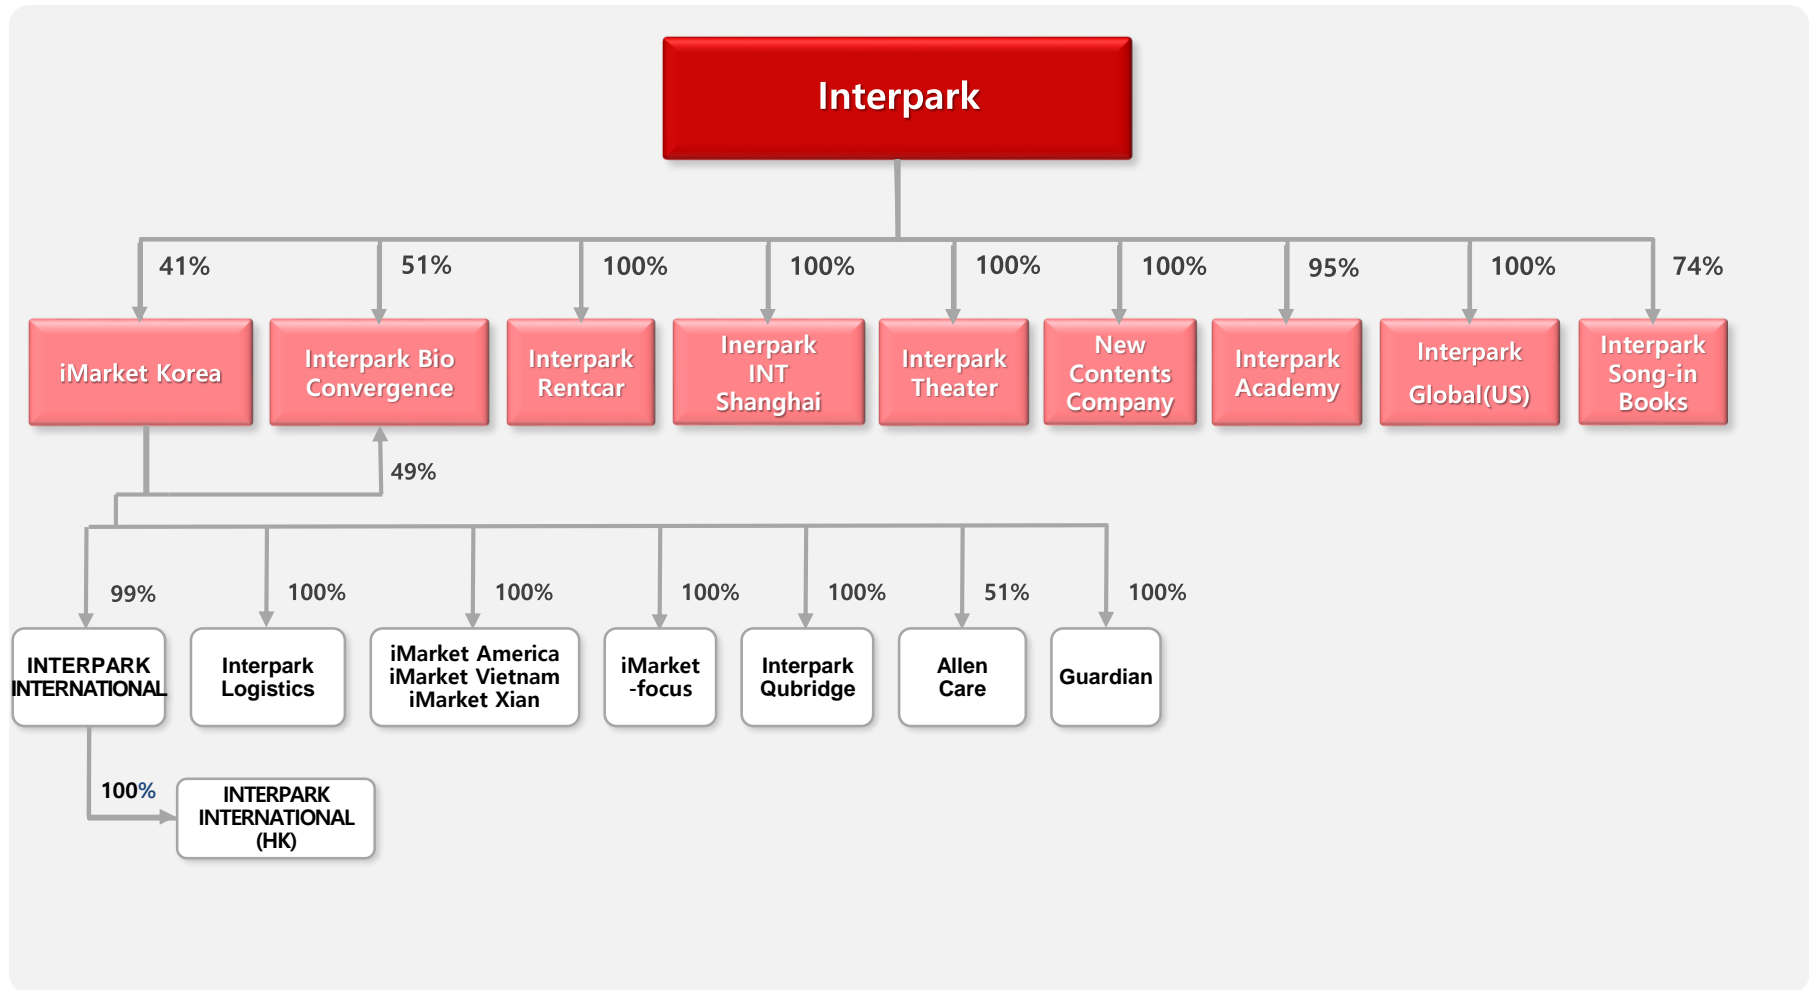 Interpark
41%
51%
100%
100%
100%
100%
95%
100%
74%
iMarket Korea
Interpark Bio
Convergence
Interpark
Rentcar
Inerpark
INT
Shanghai
Interpark
Theater
New
Contents
Company
Interpark
Academy
Interpark
Global(US)
Interpark
Song-in
Books
49%
99%
100%
100%
100%
100%
51%
100%
INTERPARK
INTERNATIONAL
Interpark
Logistics
iMarket America
iMarket Vietnam
iMarket Xian
iMarket
-focus
Interpark
Qubridge
Allen
Care
Guardian
100%
INTERPARK
INTERNATIONAL
(HK)